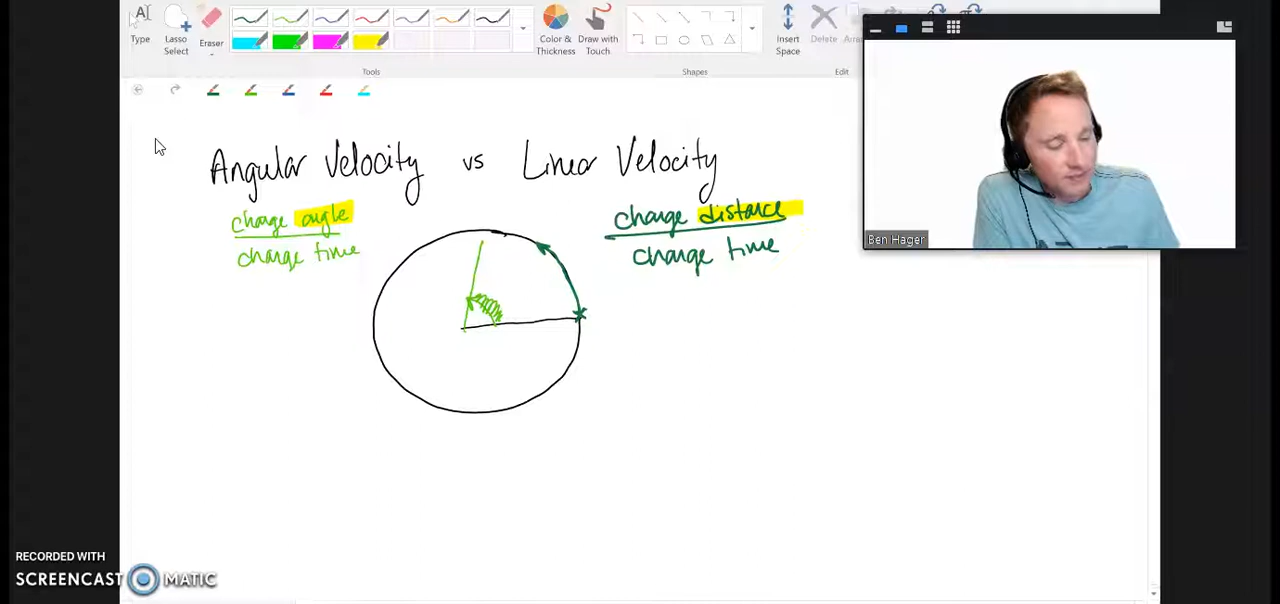 Type
Lasso Select
Eraser
Color & Thickness
Draw with Touch
Insert Space
Delete
Tools
Shapes
Edit
Angular Velocity vs Linear Velocity
change angle
change time
change distance
change time
Ben Hager
RECORDED WITH
SCREENCAST MATIC